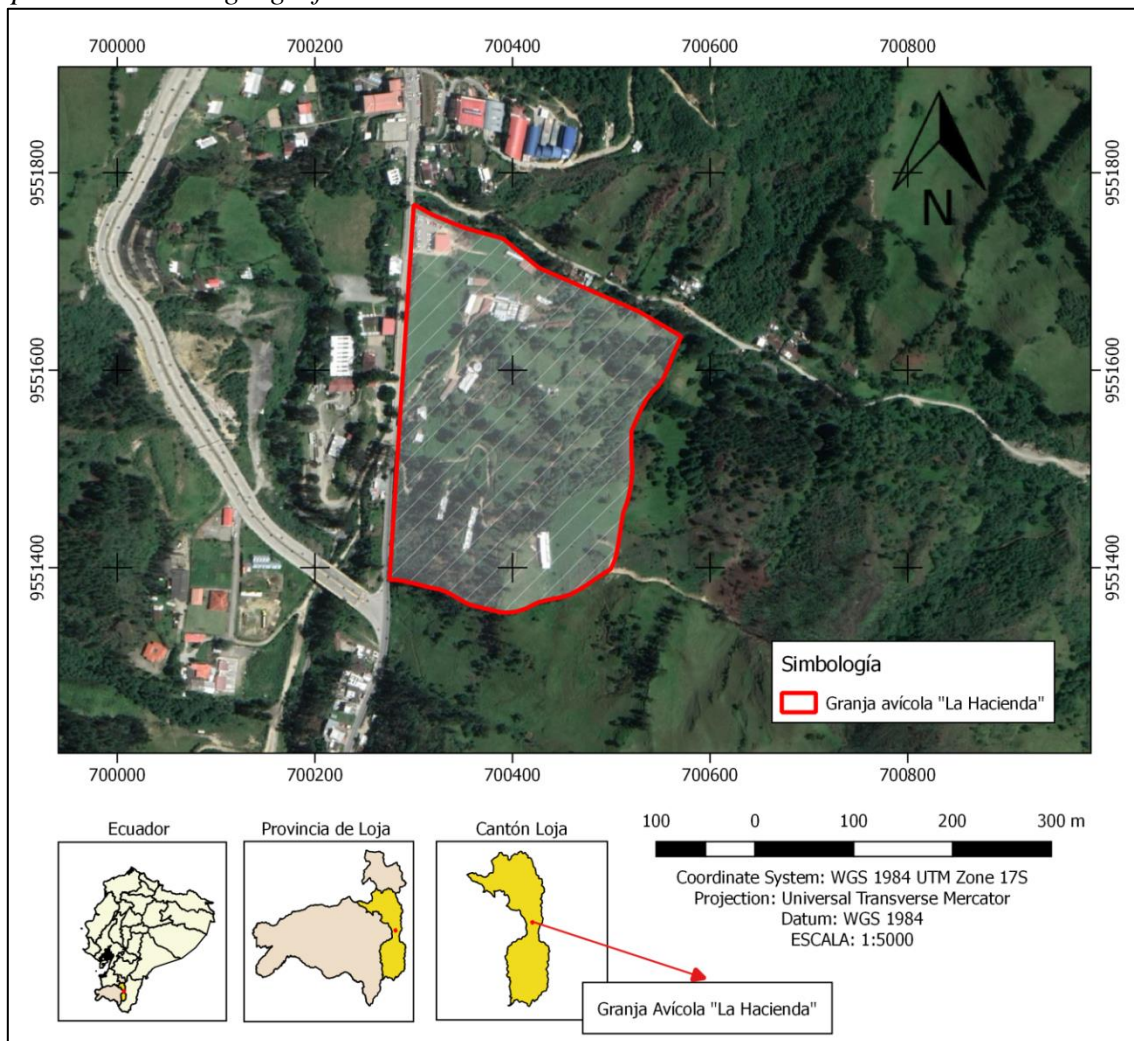 700000 700200 700400 700600 700800
9551800 9551800
N
9551600 9551600
9551400 9551400
Simbología
Granja avícola "La Hacienda"
700000 700200 700400 700600 700800
Ecuador Provincia de Loja Cantón Loja
100 0 100 200 300 m
Coordinate System: WGS 1984 UTM Zone 17S
Projection: Universal Transverse Mercator
Datum: WGS 1984
ESCALA: 1:5000
Granja Avícola "La Hacienda"